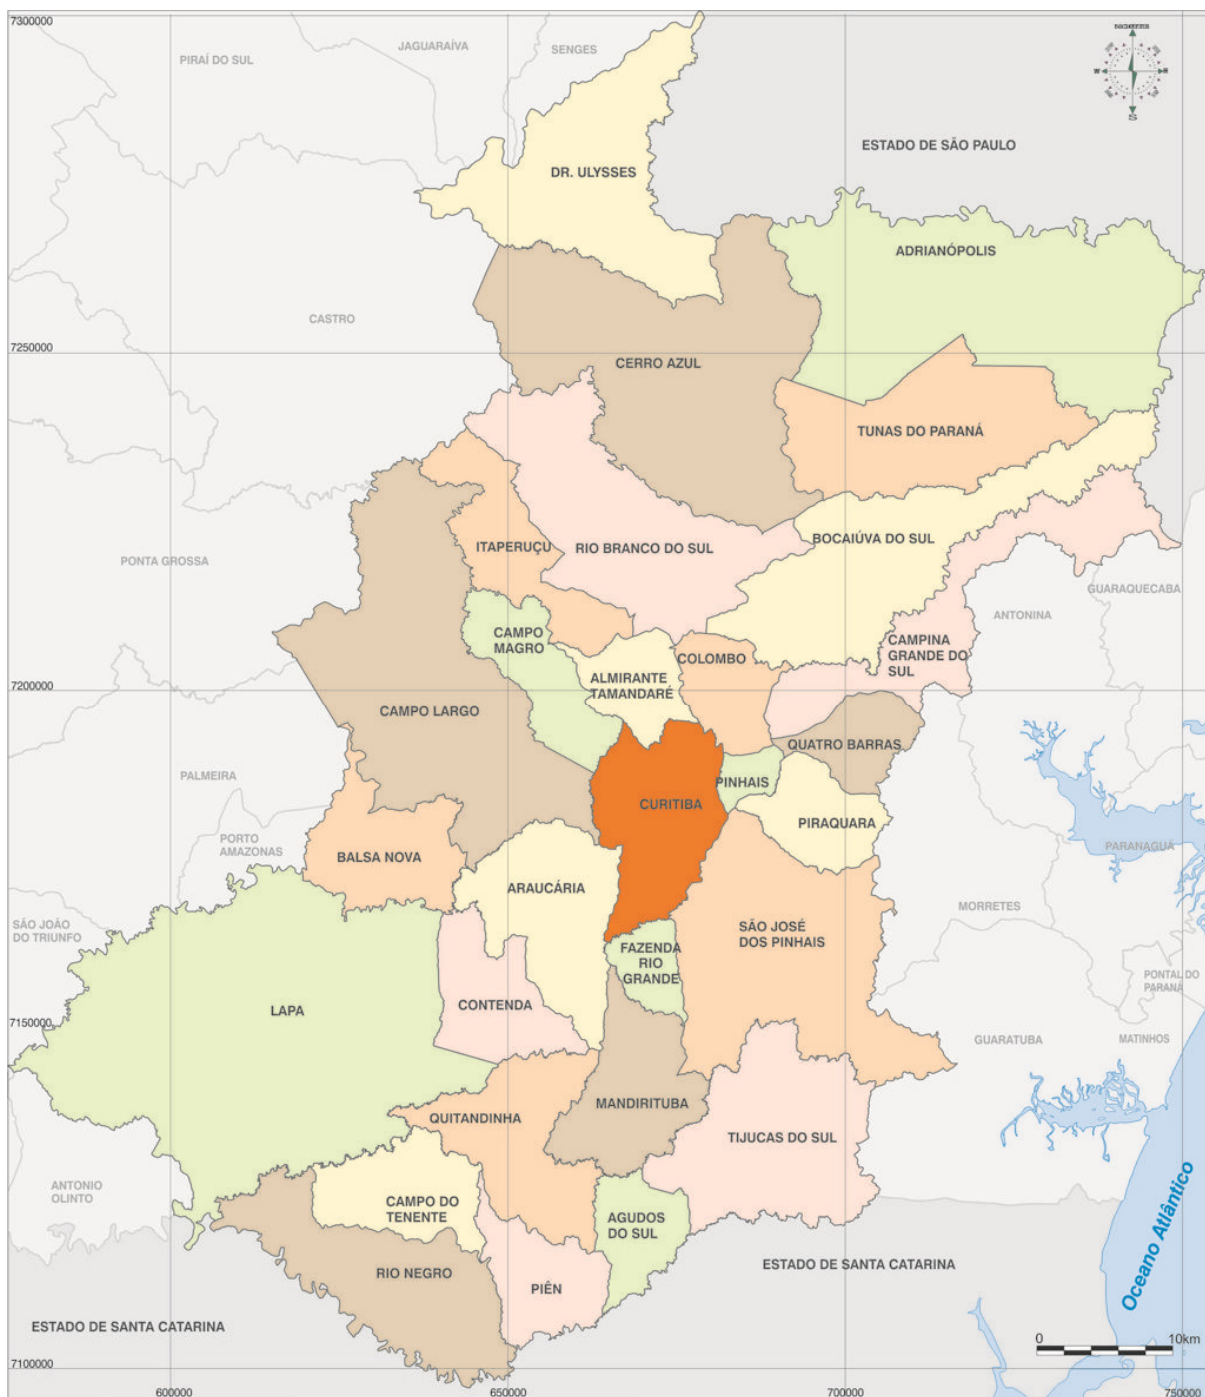 7300000
JAGUARAÍVA
SENGES
PIRAÍ DO SUL
W
S
ESTADO DE SÃO PAULO
DR. ULYSSES
ADRIANÓPOLIS
CASTRO
7250000
CERRO AZUL
TUNAS DO PARANÁ
BOCAIÚVA DO SUL
ITAPERUÇU
RIO BRANCO DO SUL
PONTA GROSSA
GUARAQUECABA
ANTONINA
CAMPO
MAGRO
COLOMBO
CAMPINA
GRANDE DO
SUL
ALMIRANTE
TAMANDARÉ
7200000
CAMPO LARGO
QUATRO BARRAS
PALMEIRA
PINHAIS
CURITIBA
PIRAQUARA
PORTO
AMAZONAS
BALSA NOVA
PARANAGUÁ
ARAUCÁRIA
MORRETES
SÃO JOÃO
DO TRIUNFO
SÃO JOSÉ
DOS PINHAIS
FAZENDA
RIO
GRANDE
PONTAL DO
PARANÁ
CONTENDA
LAPA
7150000
GUARATUBA
MATINHOS
MANDIRITUBA
QUITANDINHA
TIJUCAS DO SUL
ANTONIO
OLINTO
CAMPO DO
TENENTE
AGUDOS
DO SUL
Oceano Atlântico
RIO NEGRO
PIÊN
ESTADO DE SANTA CATARINA
ESTADO DE SANTA CATARINA
0
10km
7100000
600000
650000
700000
750000